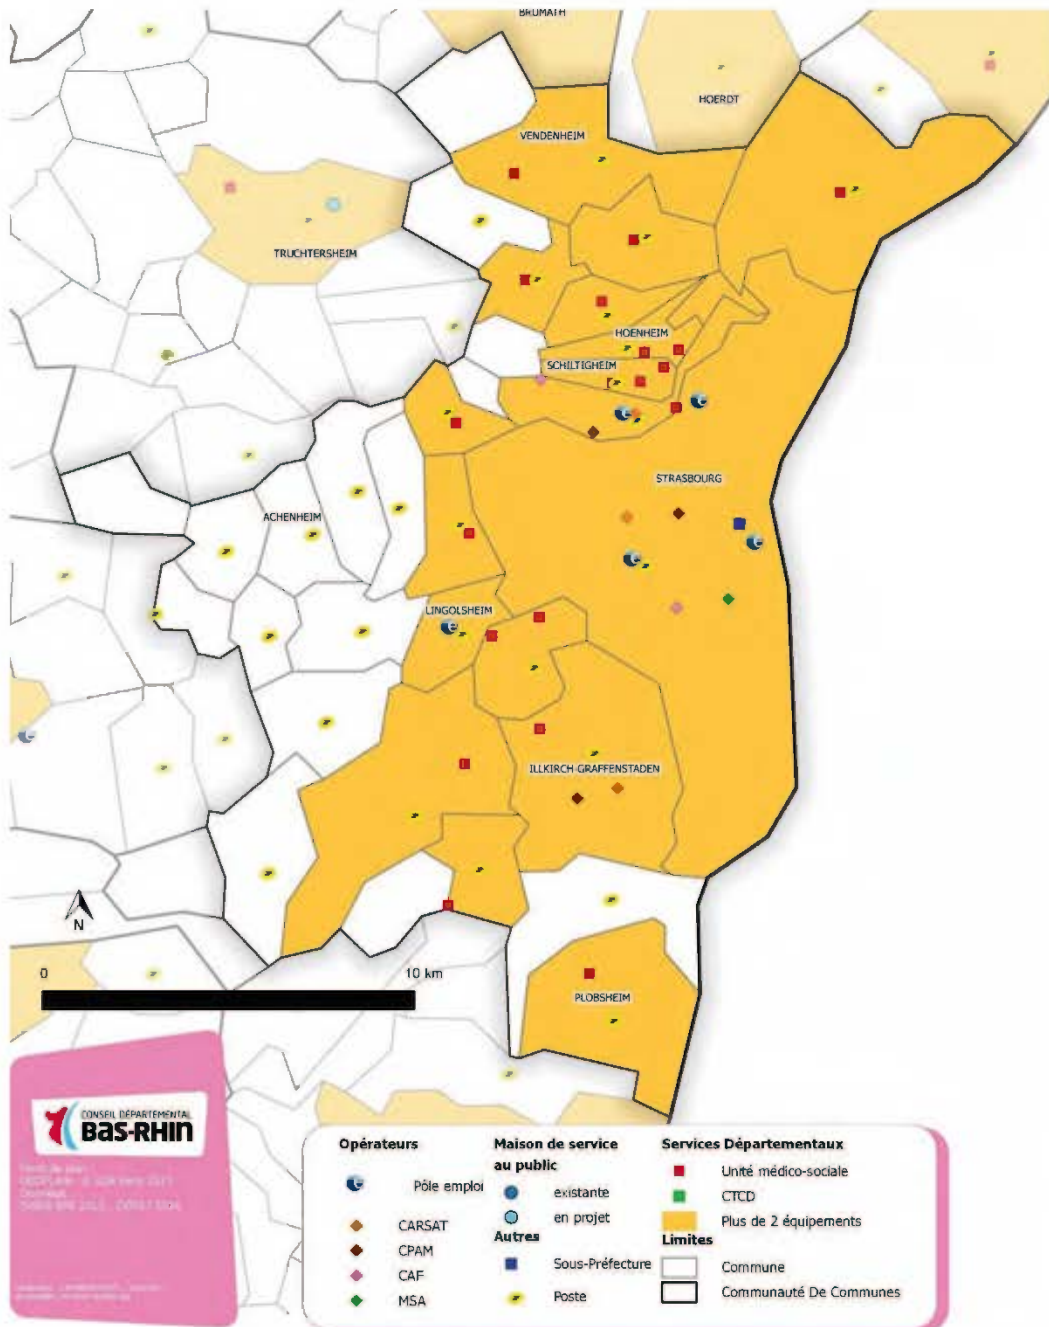 BRUMATH
HOERDT
VENDENHEIM
TRUCHTERSHEIM
HOENHEIM
SCHILTIGHEIM
STRASBOURG
ACHENHEIM
LINGOLSHEIM
ILLKIRCH-GRAFFENSTADEN
N
0
10 km
PLOBSHEIM
CONSEIL DÉPARTEMENTAL
BAS-RHIN
Opérateurs
Pôle emploi
CARSAT
CPAM
CAF
MSA
Maison de service
au public
existante
en projet
Autres
Sous-Préfecture
Poste
Services Départementaux
Unité médico-sociale
CTCD
Plus de 2 équipements
Limites
Commune
Communauté De Communes